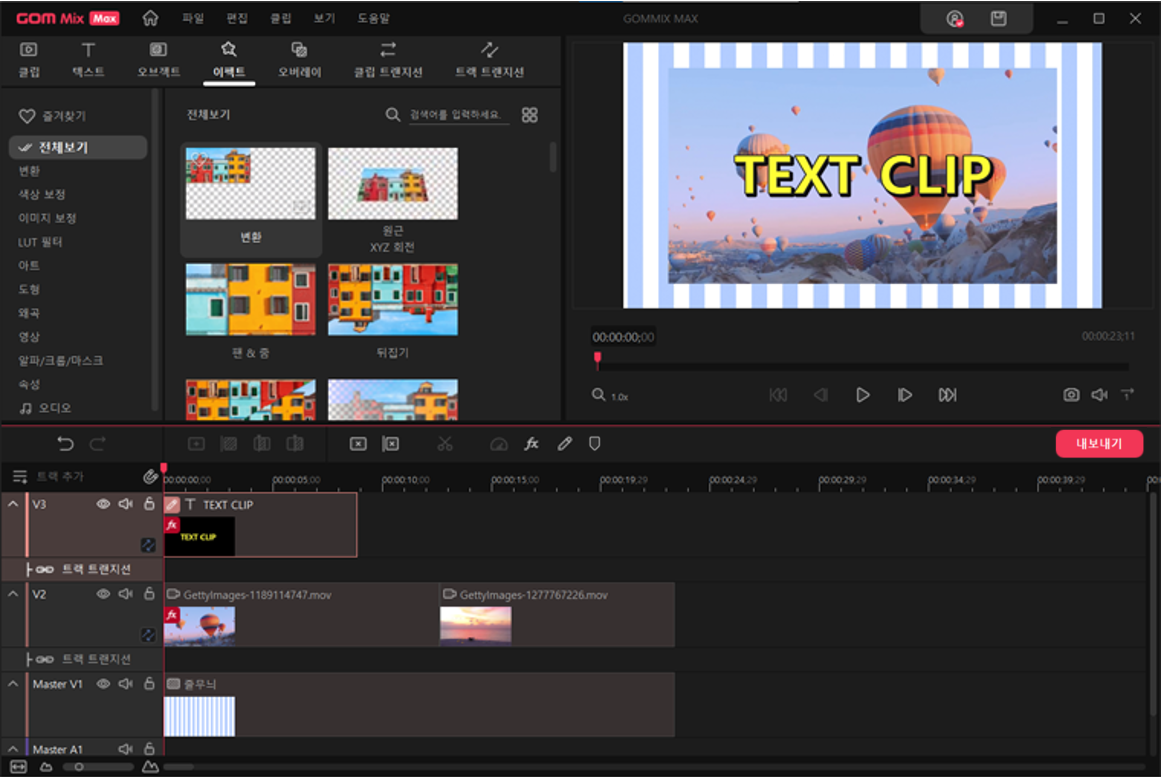 GOM Mix Max 파일 편집 클립 보기 도움말 GOMMIX MAX
클립 텍스트 오브젝트 이펙트 오버레이 클립 트랜지션 트랙 트랜지션
즐겨찾기
전체보기
변환
색상 보정
이미지 보정
LUT 필터
아트
도형
왜곡
영상
알파/크롭/마스크
속성
오디오
전체보기 검색어를 입력하세요.
변환
원근
XYZ 회전
팬 & 줌
뒤집기
TEXT CLIP
00:00:00;00 00:00:23;11
1.0x
내보내기
트랙 추가
00:00:00;00 00:00:05;00 00:00:10;00 00:00:15;00 00:00:19;29 00:00:24;29 00:00:29;29 00:00:34;29 00:00:39;29
V3 T TEXT CLIP
fx TEXT CLIP
트랙 트랜지션
V2 GettyImages-1189114747.mov GettyImages-1277767226.mov
fx
트랙 트랜지션
Master V1 줄무늬
Master A1